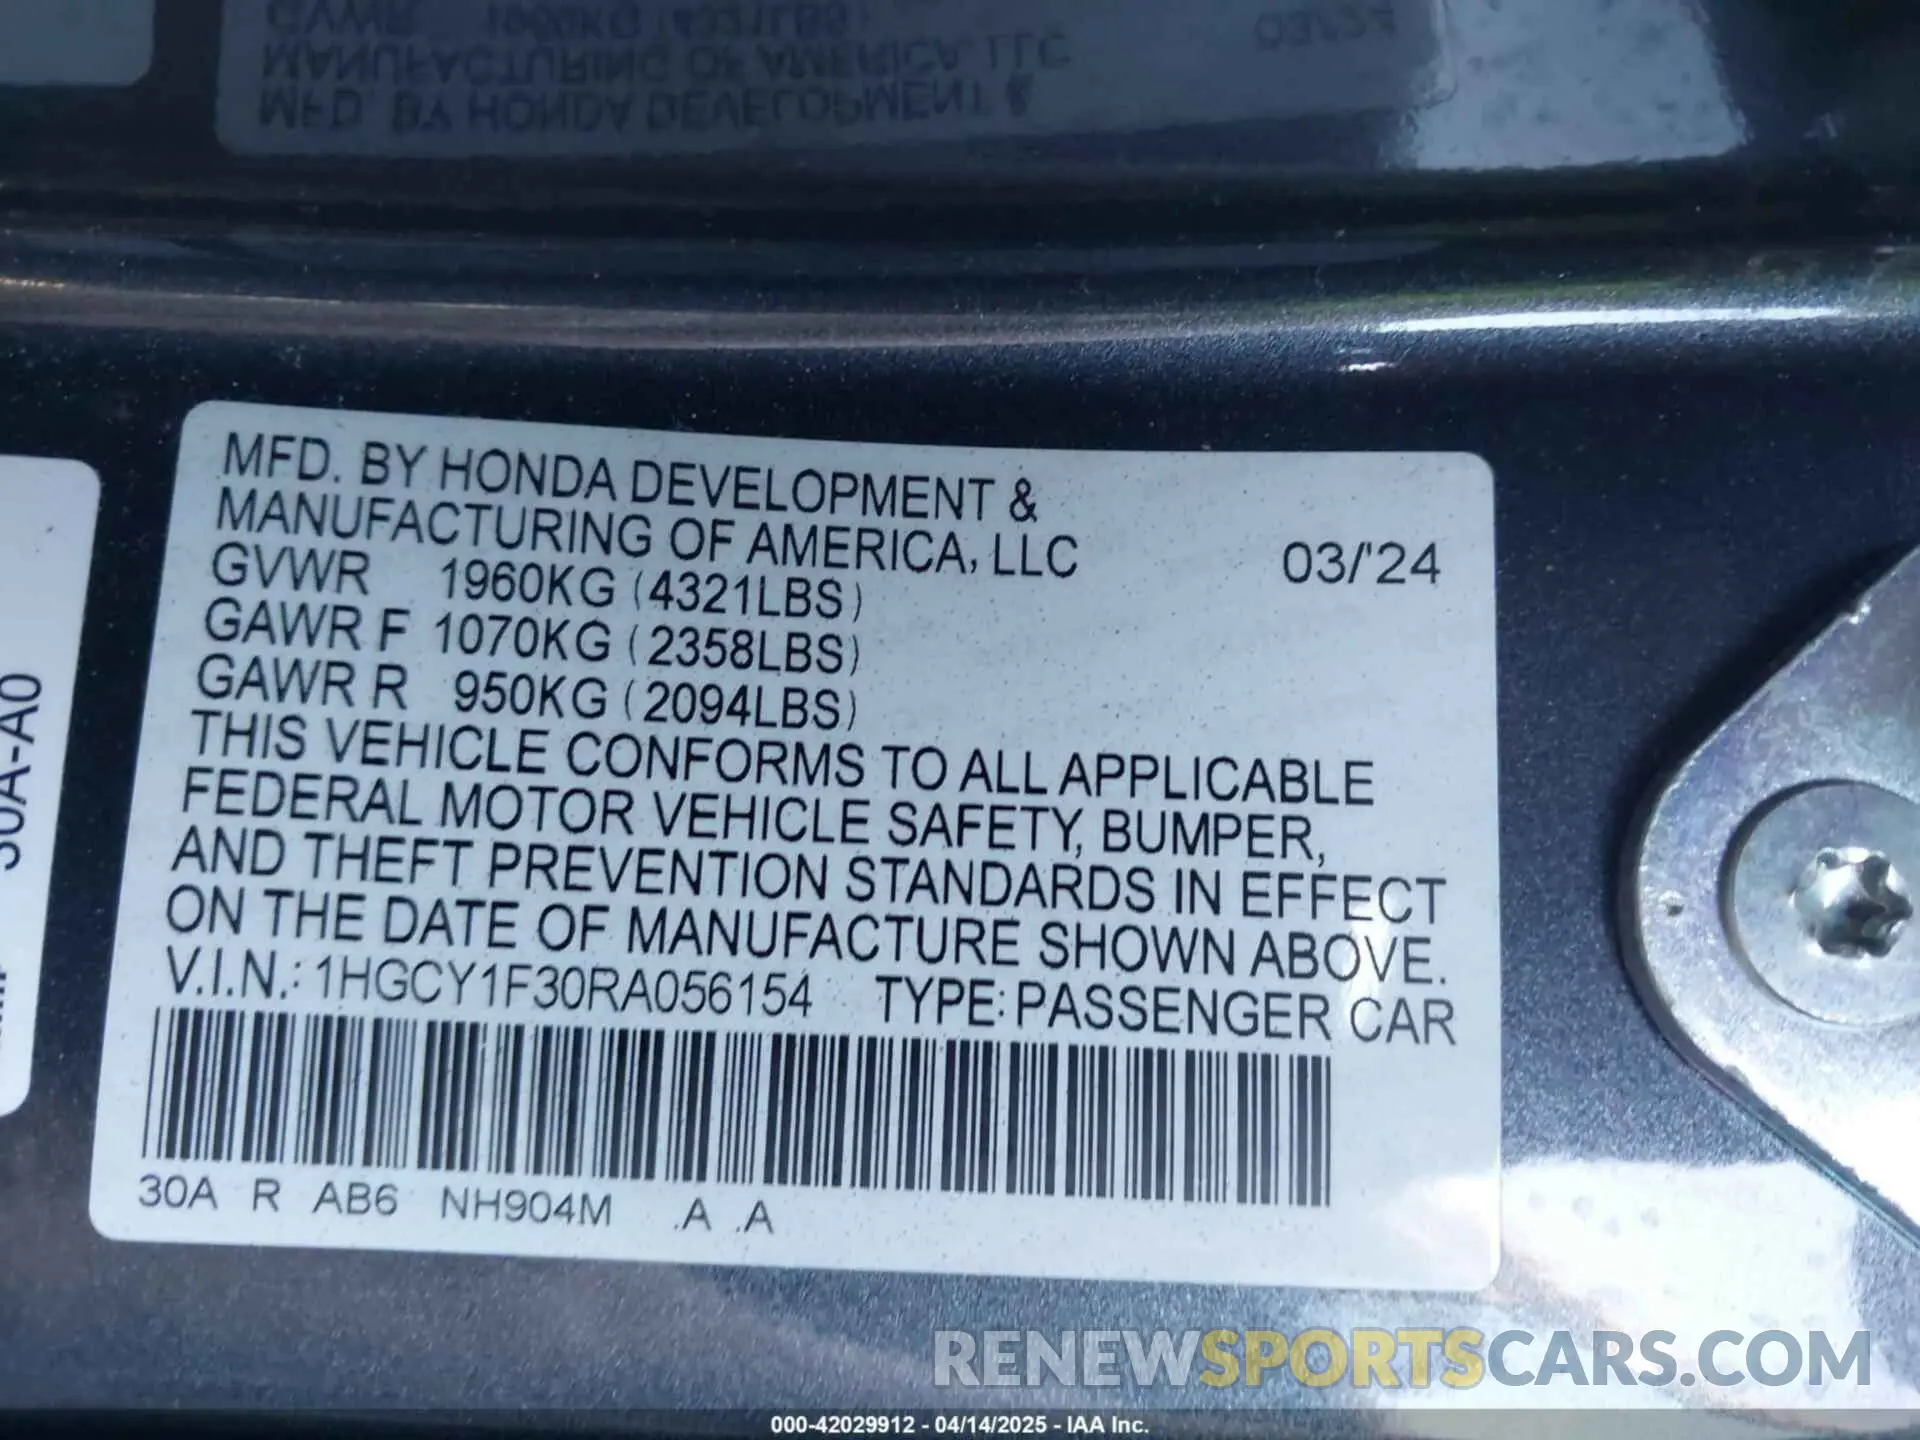 MFD. BY HONDA DEVELOPMENT &
MANUFACTURING OF AMERICA, LLC 03/'24
GVWR 1960KG (4321LBS)
GAWR F 1070KG (2358LBS)
GAWR R 950KG (2094LBS)
THIS VEHICLE CONFORMS TO ALL APPLICABLE
FEDERAL MOTOR VEHICLE SAFETY, BUMPER,
AND THEFT PREVENTION STANDARDS IN EFFECT
ON THE DATE OF MANUFACTURE SHOWN ABOVE.
V.I.N.: 1HGCY1F30RA056154 TYPE: PASSENGER CAR
30A R AB6 NH904M .A .A
RENEWSPORTSCARS.COM
000-42029912 - 04/14/2025 - IAA Inc.